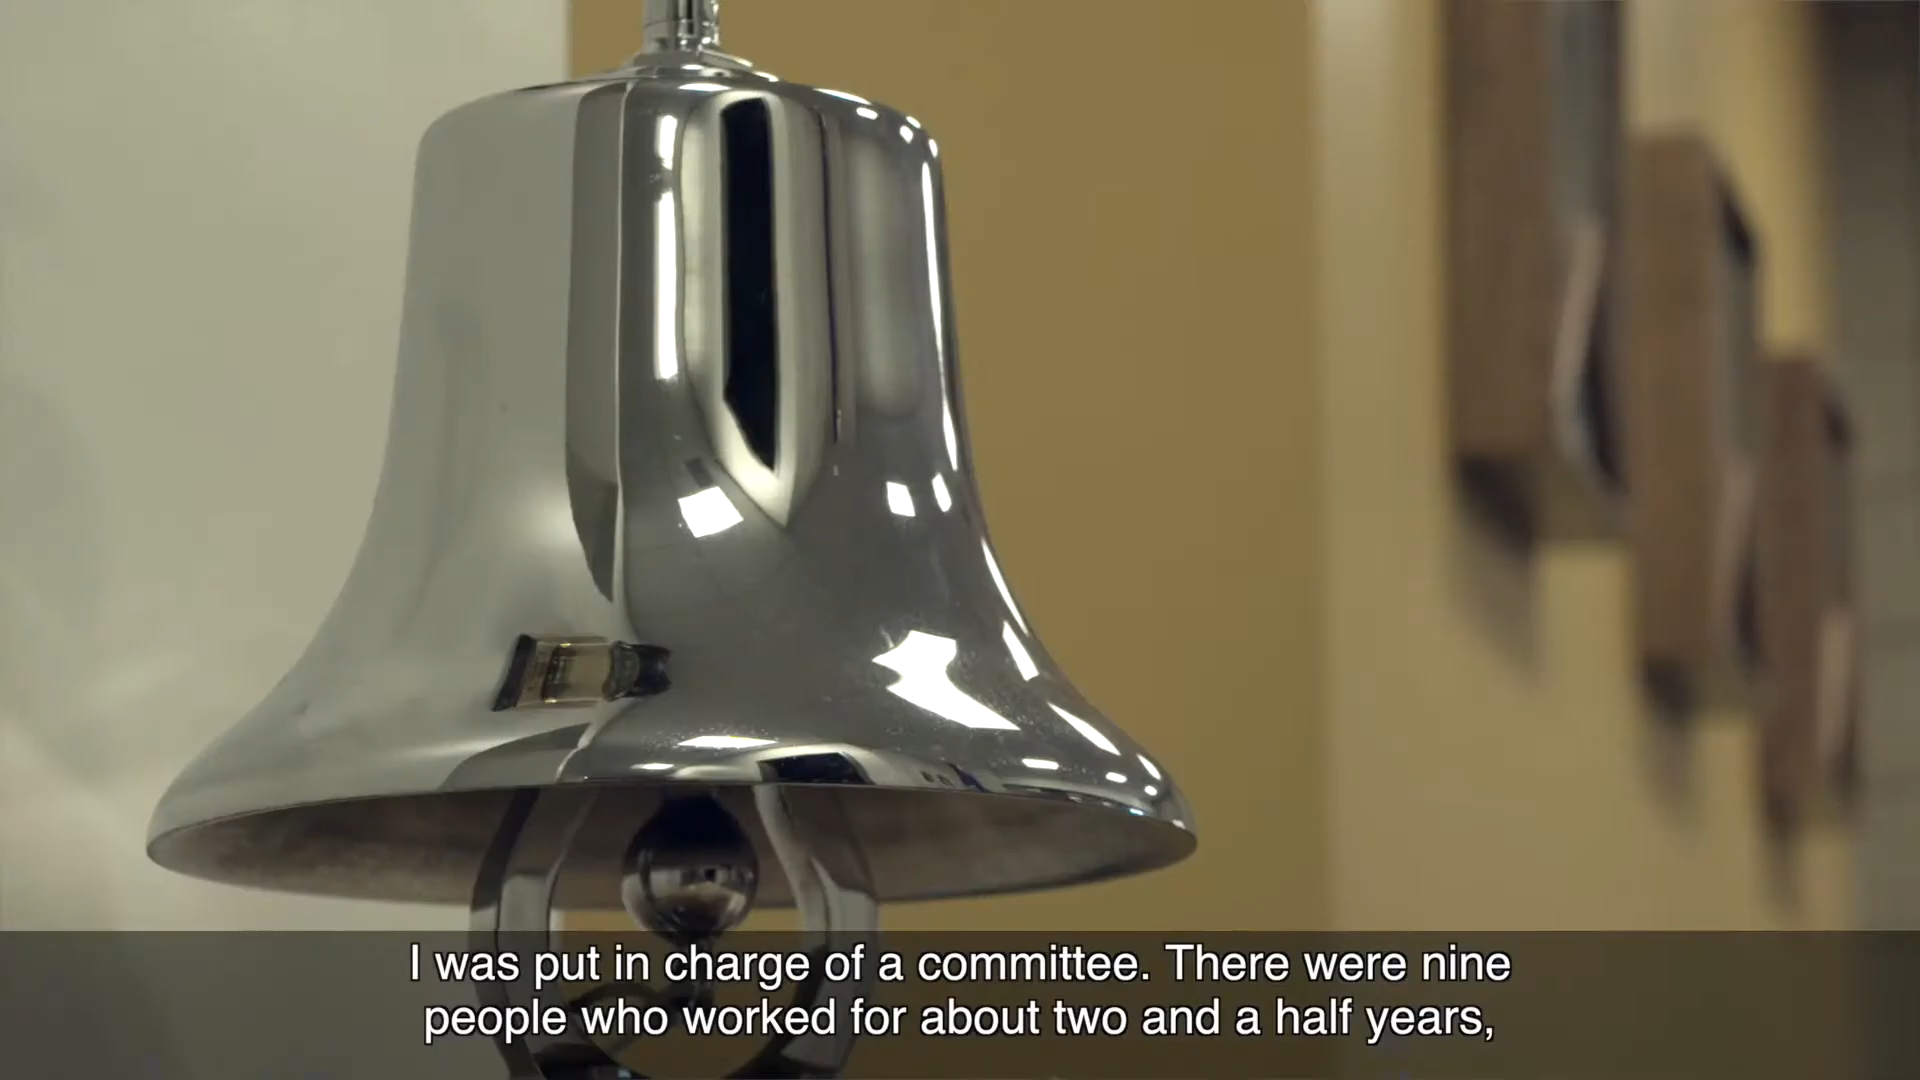 I was put in charge of a committee. There were nine
people who worked for about two and a half years,